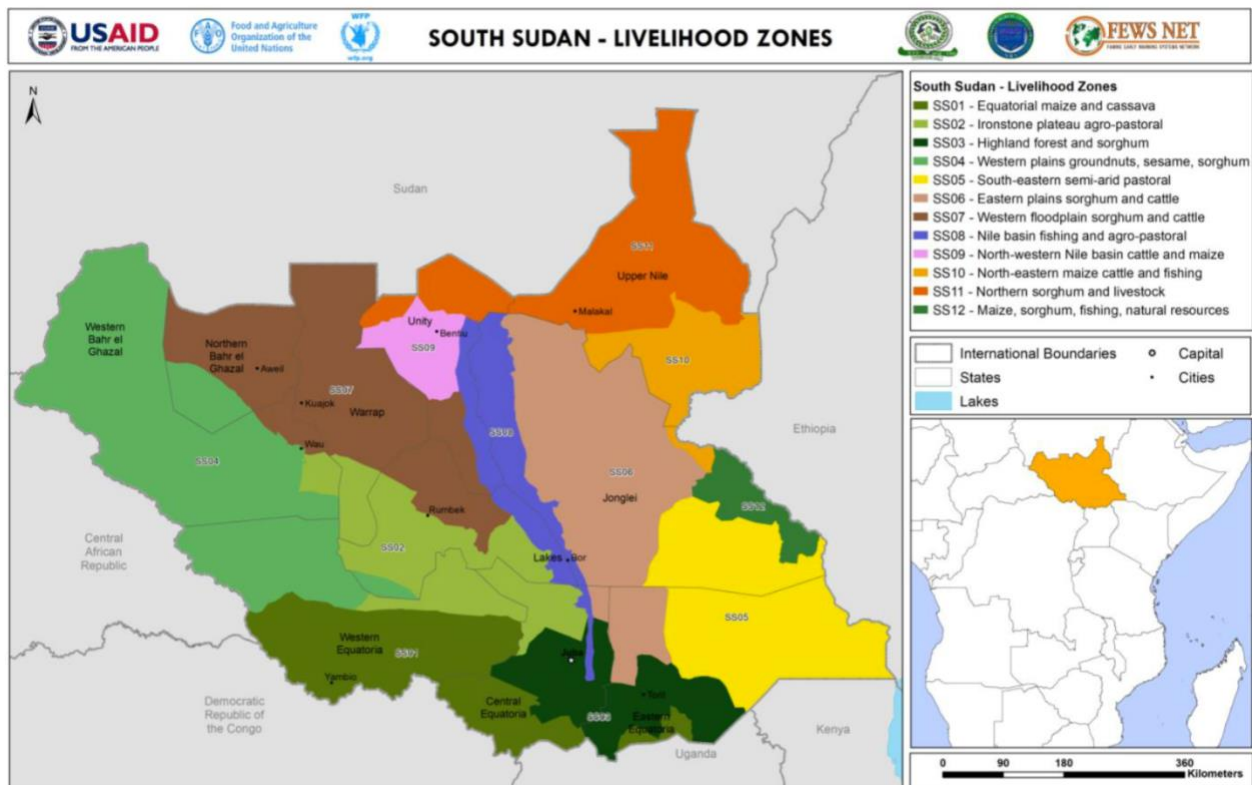 USAID
FROM THE AMERICAN PEOPLE
Food and Agriculture
Organization of the
United Nations
WFP
wfp.org
SOUTH SUDAN - LIVELIHOOD ZONES
FEWS NET
FAMINE EARLY WARNING SYSTEMS NETWORK
N
Sudan
SS11
Upper Nile
Malakal
Western
Bahr el
Ghazal
Northern
Bahr el
Ghazal
Aweil
Unity
Bentiu
SS09
SS10
SS07
Kuajok
Warrap
Wau
SS08
Ethiopia
SS04
SS06
Jonglei
Rumbek
SS12
Central
African
Republic
SS02
Lakes
Bor
SS05
Western
Equatoria
SS01
Juba
Yambio
Torit
Central
Equatoria
SS03
Eastern
Equatoria
Democratic
Republic of
the Congo
Uganda
Kenya
South Sudan - Livelihood Zones
SS01 - Equatorial maize and cassava
SS02 - Ironstone plateau agro-pastoral
SS03 - Highland forest and sorghum
SS04 - Western plains groundnuts, sesame, sorghum
SS05 - South-eastern semi-arid pastoral
SS06 - Eastern plains sorghum and cattle
SS07 - Western floodplain sorghum and cattle
SS08 - Nile basin fishing and agro-pastoral
SS09 - North-western Nile basin cattle and maize
SS10 - North-eastern maize cattle and fishing
SS11 - Northern sorghum and livestock
SS12 - Maize, sorghum, fishing, natural resources
International Boundaries
Capital
States
Cities
Lakes
0 90 180 360
Kilometers